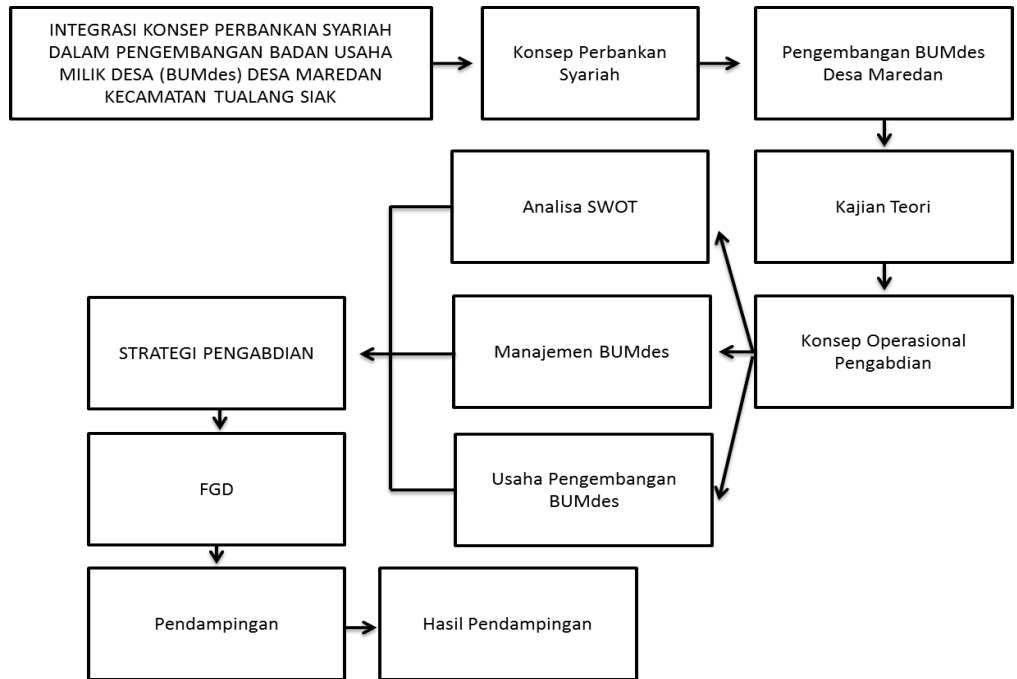 INTEGRASI KONSEP PERBANKAN SYARIAH
DALAM PENGEMBANGAN BADAN USAHA
MILIK DESA (BUMdes) DESA MAREDAN
KECAMATAN TUALANG SIAK
Konsep Perbankan
Syariah
Pengembangan BUMdes
Desa Maredan
Kajian Teori
Konsep Operasional
Pengabdian
Analisa SWOT
Manajemen BUMdes
Usaha Pengembangan
BUMdes
STRATEGI PENGABDIAN
FGD
Pendampingan
Hasil Pendampingan